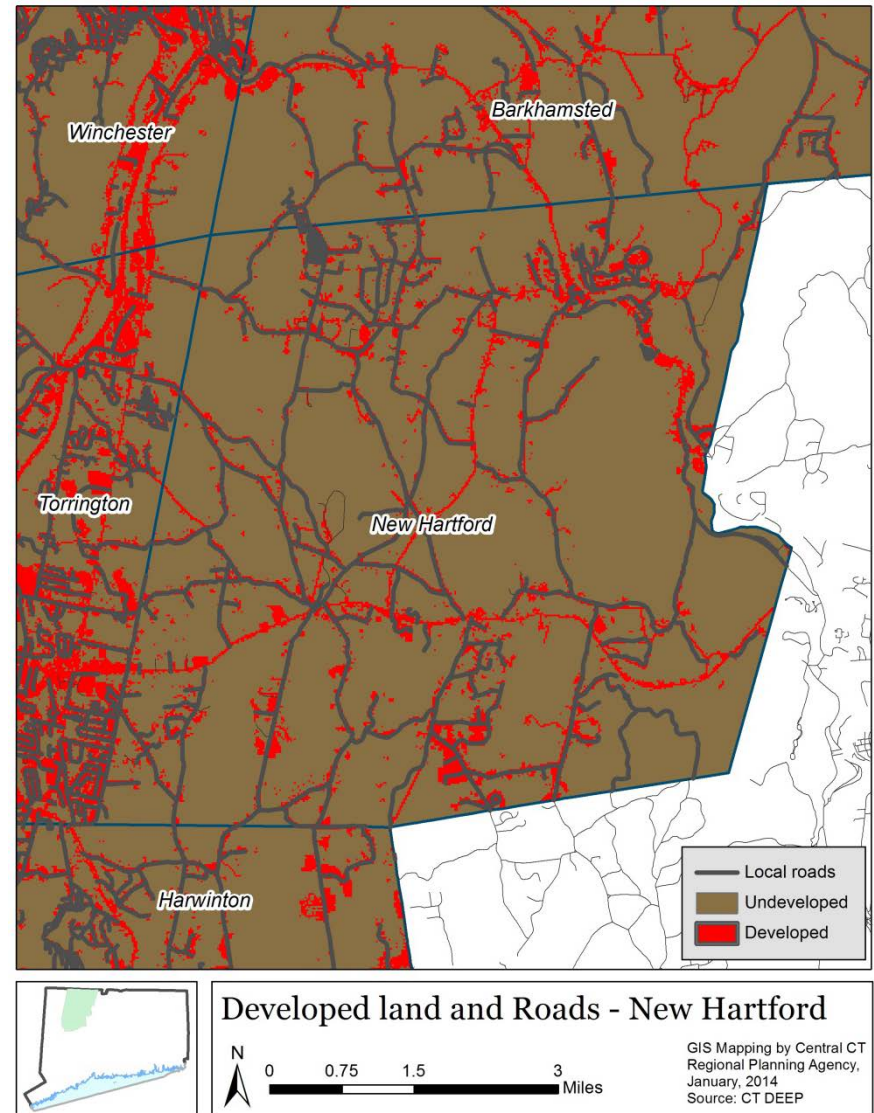 Winchester
Barkhamsted
Torrington
New Hartford
Harwinton
Local roads
Undeveloped
Developed
Developed land and Roads - New Hartford
N
0 0.75 1.5 3
Miles
GIS Mapping by Central CT
Regional Planning Agency,
January, 2014
Source: CT DEEP